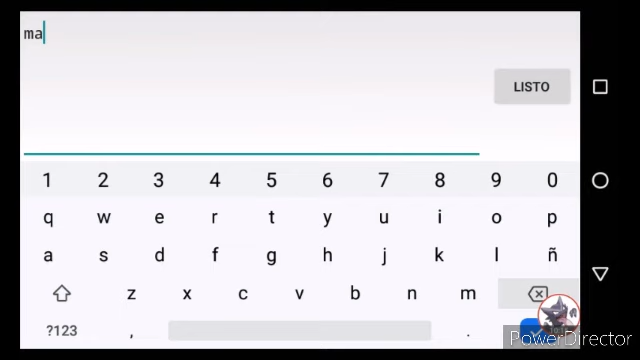 ma
LISTO
1 2 3 4 5 6 7 8 9 0
q w e r t y u i o p
a s d f g h j k l ñ
z x c v b n m
?123 , .
PowerDirector